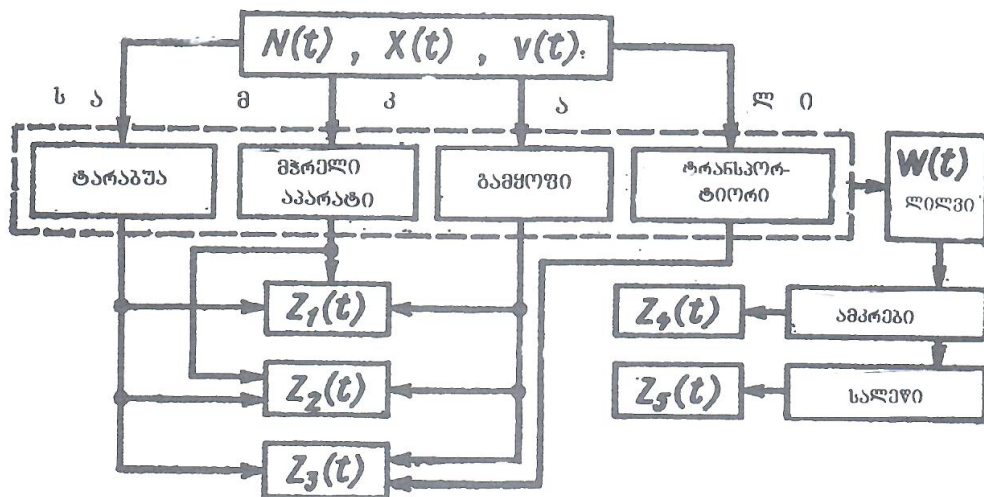 N(t) , X(t) , v(t).
ს ა მ კ ა ლ ი
ტარაბუა
მჭრელი
აპარატი
გამყოფი
ტრანსპორ-
ტიორი
W(t)
ლილვი
Z1(t)
Z4(t)
ამკრები
Z2(t)
Z5(t)
სალეწი
Z3(t)